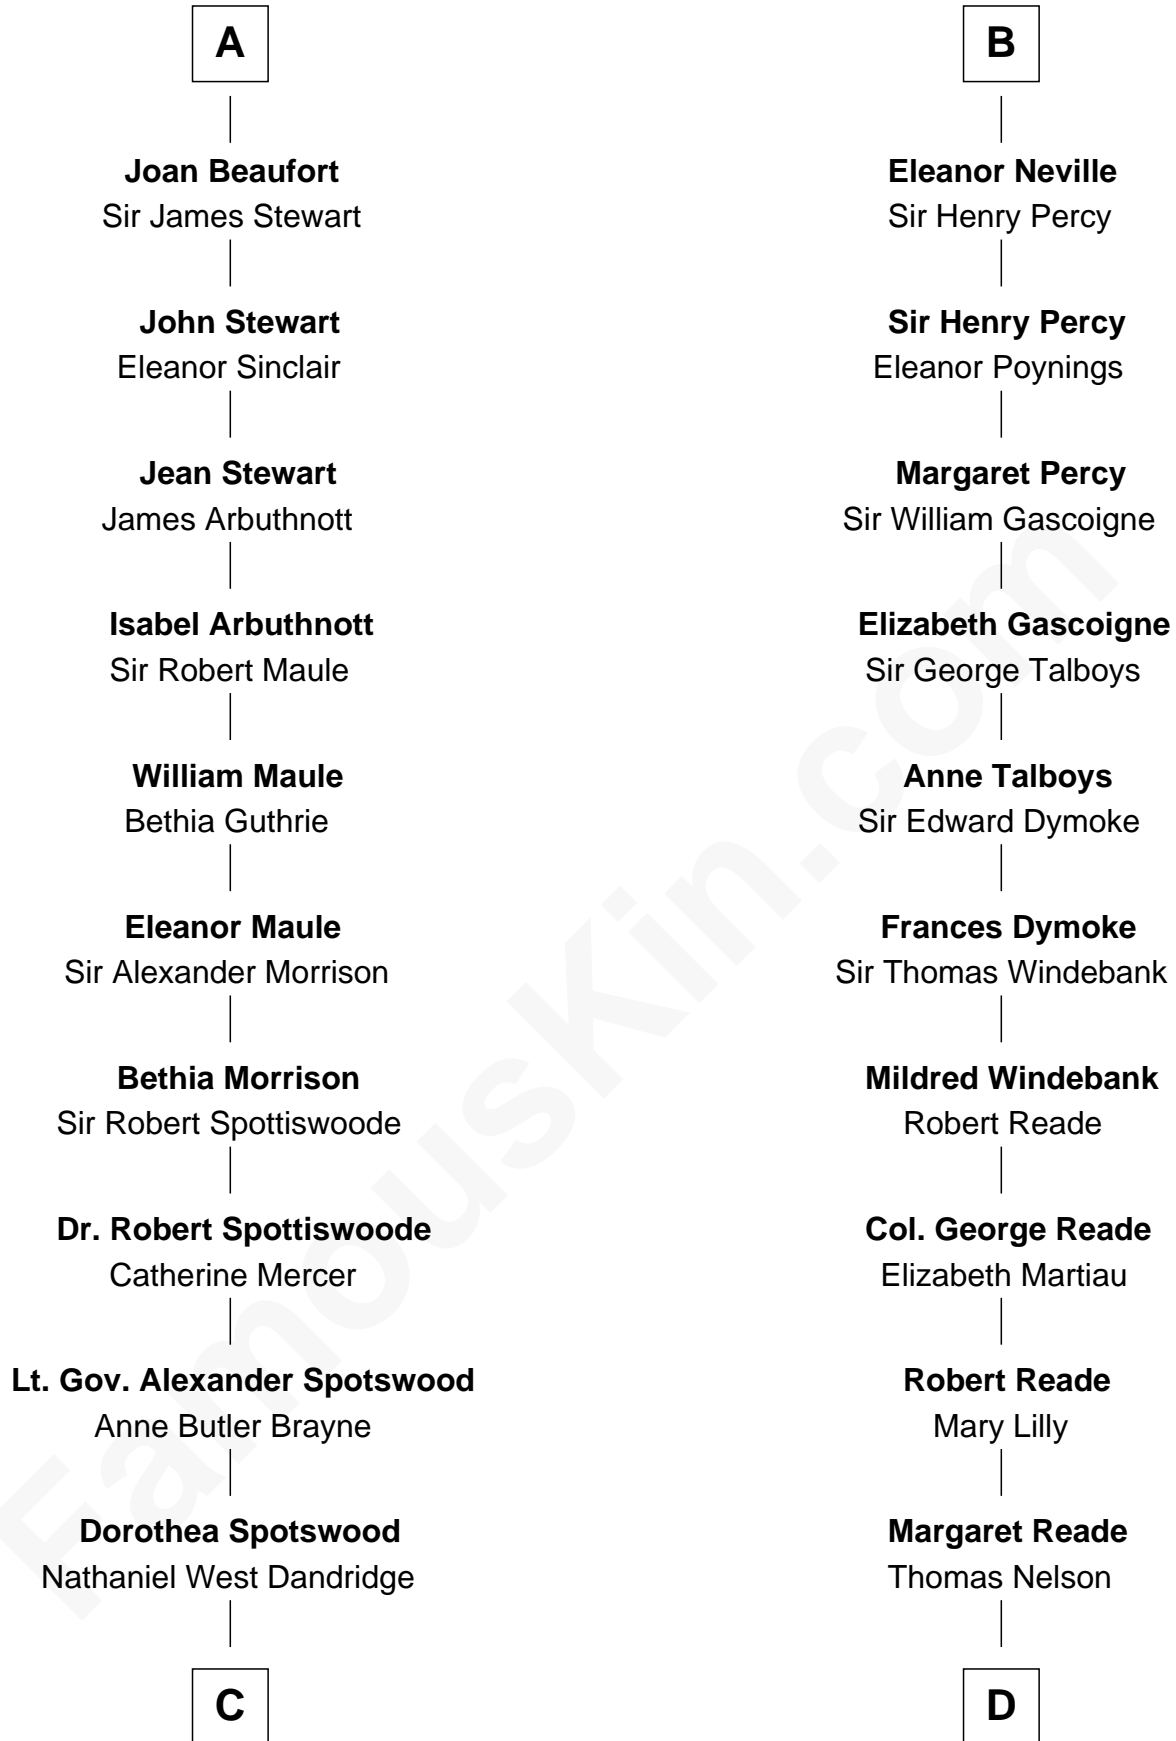 A
Joan Beaufort
Sir James Stewart
John Stewart
Eleanor Sinclair
Jean Stewart
James Arbuthnott
Isabel Arbuthnott
Sir Robert Maule
William Maule
Bethia Guthrie
Eleanor Maule
Sir Alexander Morrison
Bethia Morrison
Sir Robert Spottiswoode
Dr. Robert Spottiswoode
Catherine Mercer
Lt. Gov. Alexander Spotswood
Anne Butler Brayne
Dorothea Spotswood
Nathaniel West Dandridge
C
B
Eleanor Neville
Sir Henry Percy
Sir Henry Percy
Eleanor Poynings
Margaret Percy
Sir William Gascoigne
Elizabeth Gascoigne
Sir George Talboys
Anne Talboys
Sir Edward Dymoke
Frances Dymoke
Sir Thomas Windebank
Mildred Windebank
Robert Reade
Col. George Reade
Elizabeth Martiau
Robert Reade
Mary Lilly
Margaret Reade
Thomas Nelson
D
FamousKin.com